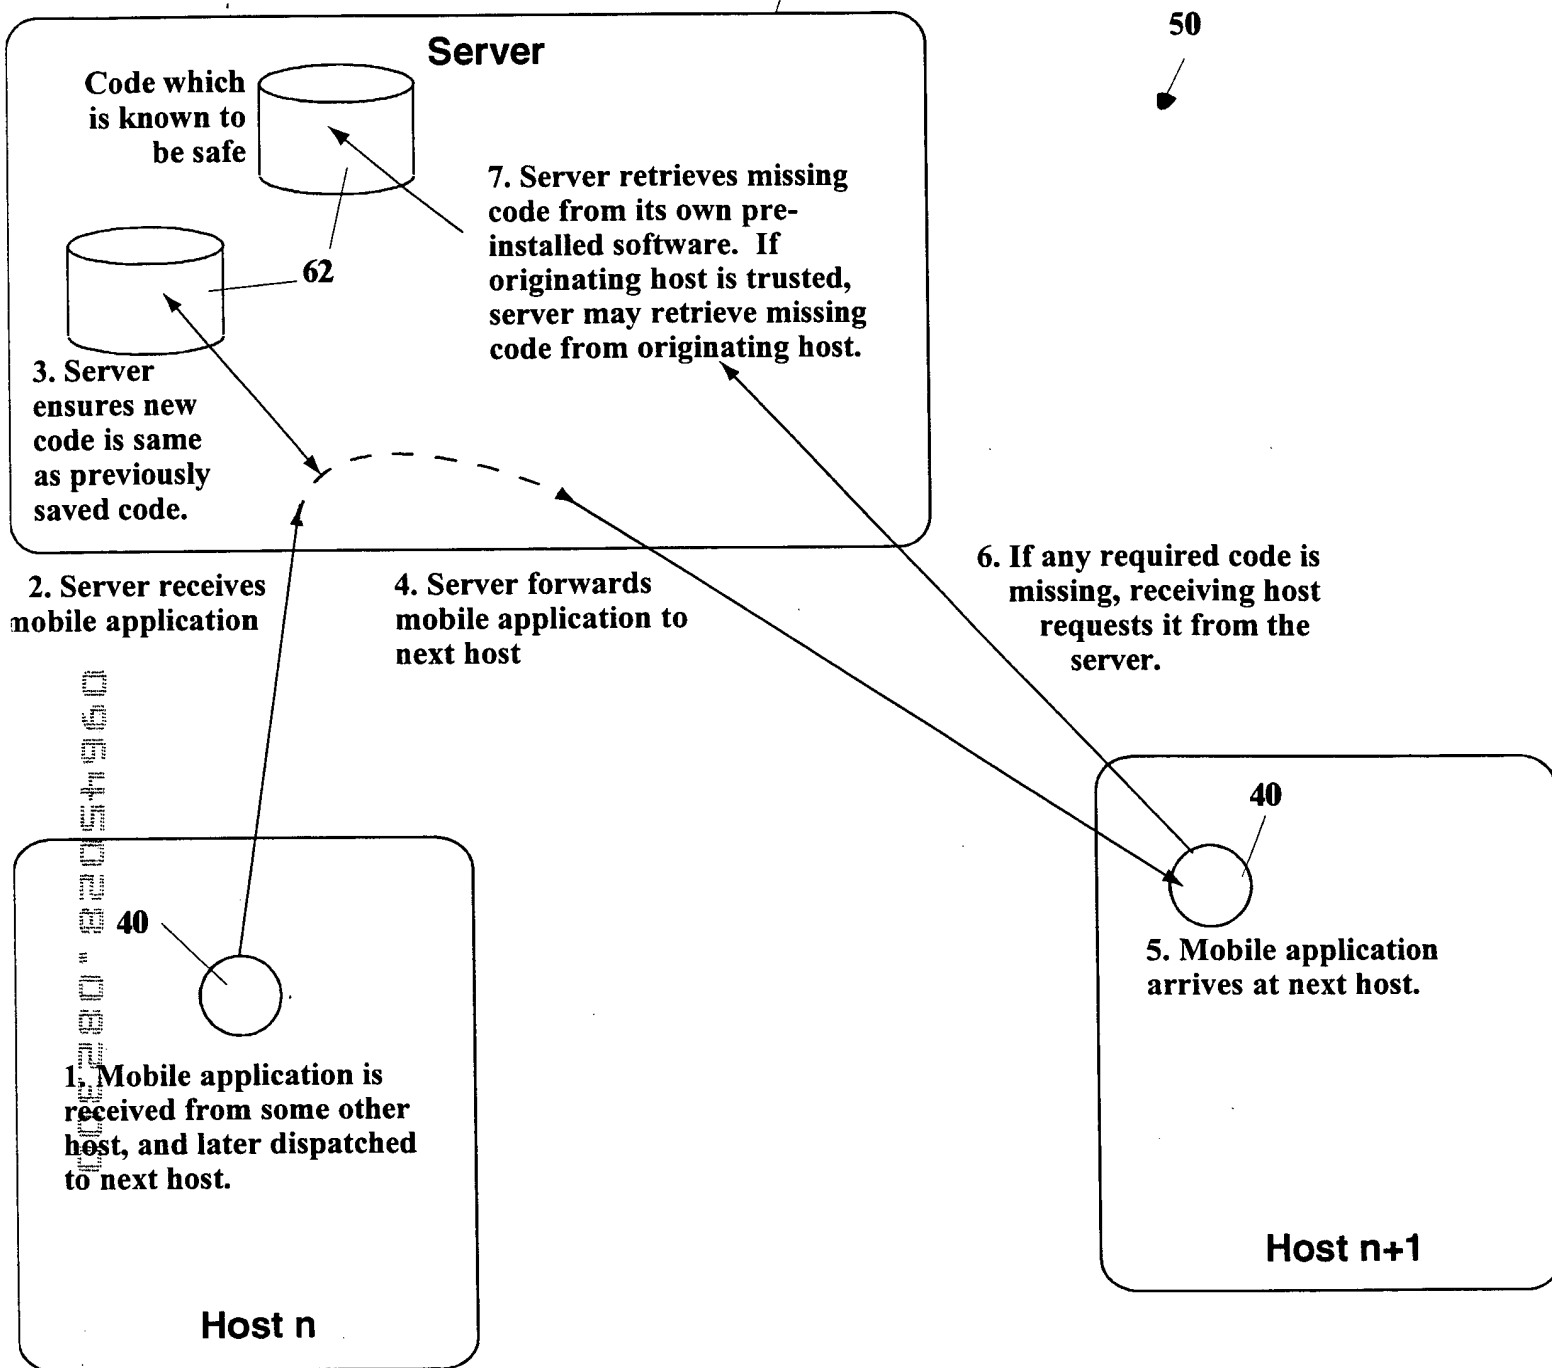 50
Server
Code which
is known to
be safe
7. Server retrieves missing
code from its own pre-
installed software.  If
originating host is trusted,
server may retrieve missing
code from originating host.
62
3. Server
ensures new
code is same
as previously
saved code.
2. Server receives
mobile application
4. Server forwards
mobile application to
next host
6. If any required code is
missing, receiving host
requests it from the
server.
40
5. Mobile application
arrives at next host.
Host n+1
40
1. Mobile application is
received from some other
host, and later dispatched
to next host.
Host n
09645028.082300